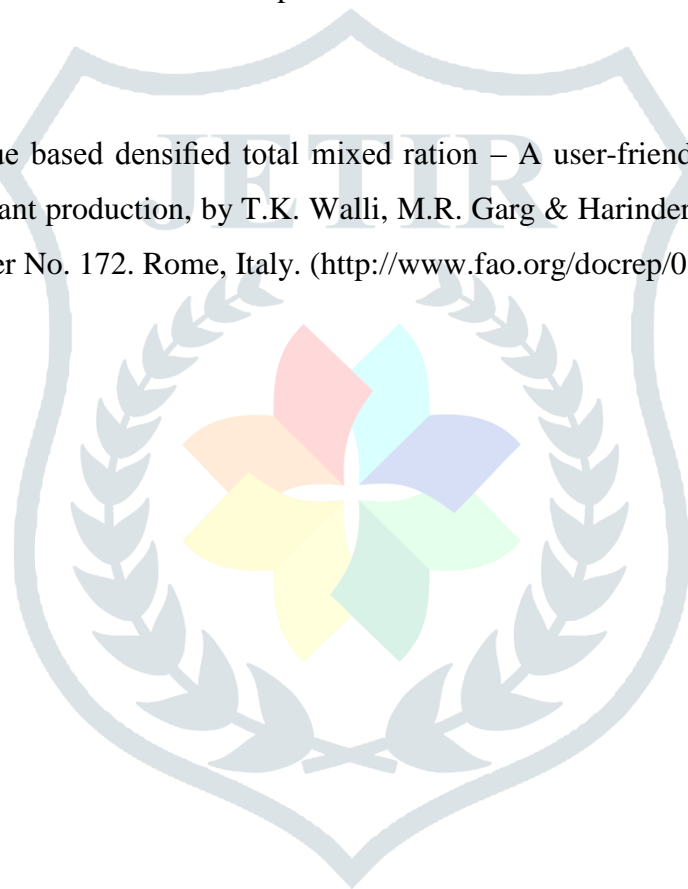 JETIR
ue based densified total mixed ration – A user-friend
ant production, by T.K. Walli, M.R. Garg & Harinder
er No. 172. Rome, Italy. (http://www.fao.org/docrep/0